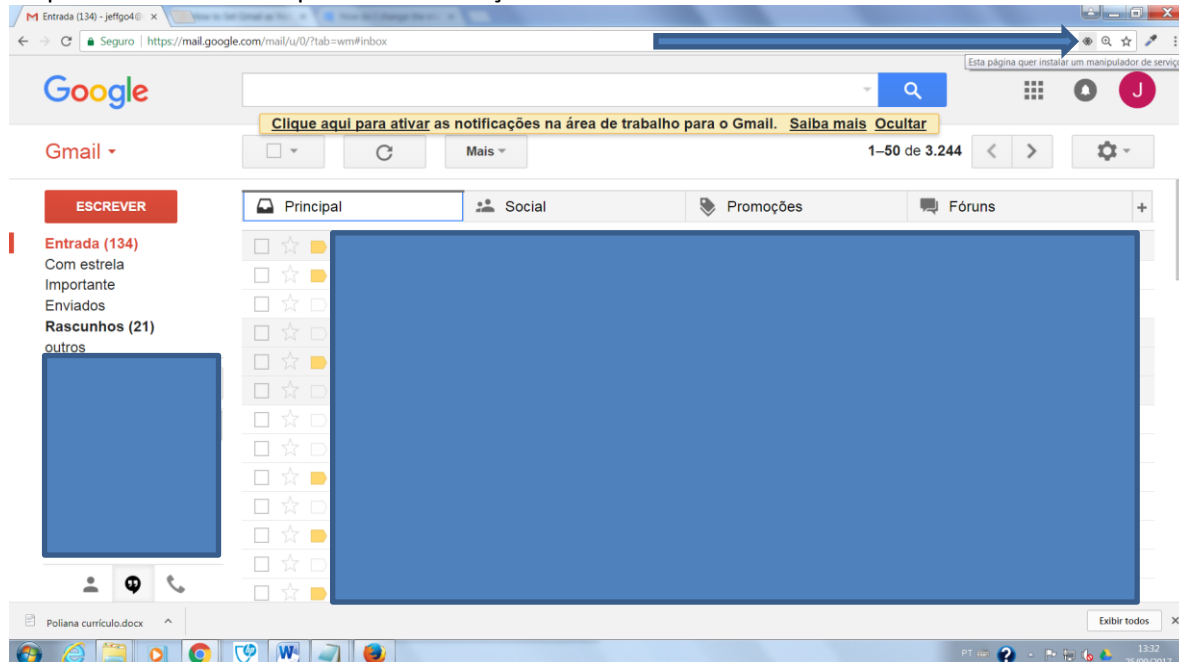 Entrada (134) - jeffgo4@
Seguro | https://mail.google.com/mail/u/0/?tab=wm#inbox
Esta página quer instalar um manipulador de serviç
Google
J
Clique aqui para ativar as notificações na área de trabalho para o Gmail. Saiba mais Ocultar
Gmail
Mais
1–50 de 3.244
ESCREVER
Principal
Social
Promoções
Fóruns
+
Entrada (134)
Com estrela
Importante
Enviados
Rascunhos (21)
outros
Poliana currículo.docx
Exibir todos
PT
13:32
25/09/2017